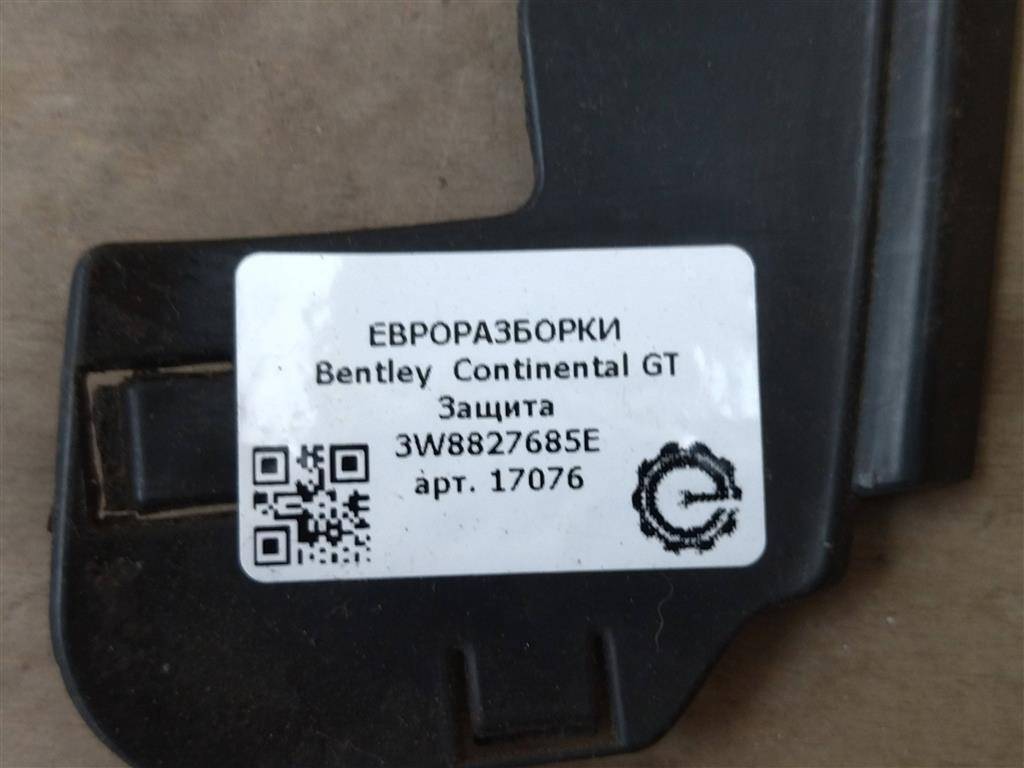 ЕВРОРАЗБОРКИ
Bentley Continental GT
Защита
3W8827685E
арт. 17076